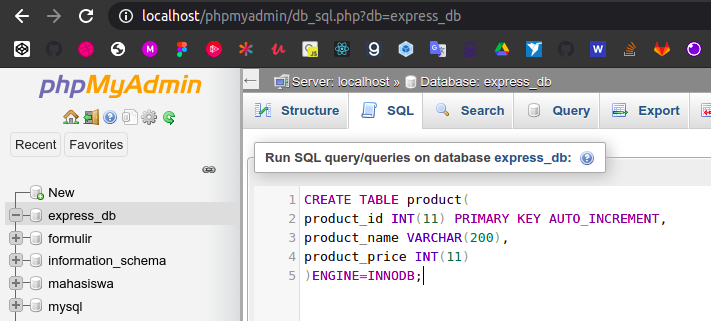 localhost/phpmyadmin/db_sql.php?db=express_db
phpMyAdmin
Recent Favorites
New
express_db
formulir
information_schema
mahasiswa
mysql
Server: localhost » Database: express_db
Structure SQL Search Query Export
Run SQL query/queries on database express_db:
1 CREATE TABLE product(
2 product_id INT(11) PRIMARY KEY AUTO_INCREMENT,
3 product_name VARCHAR(200),
4 product_price INT(11)
5 )ENGINE=INNODB;